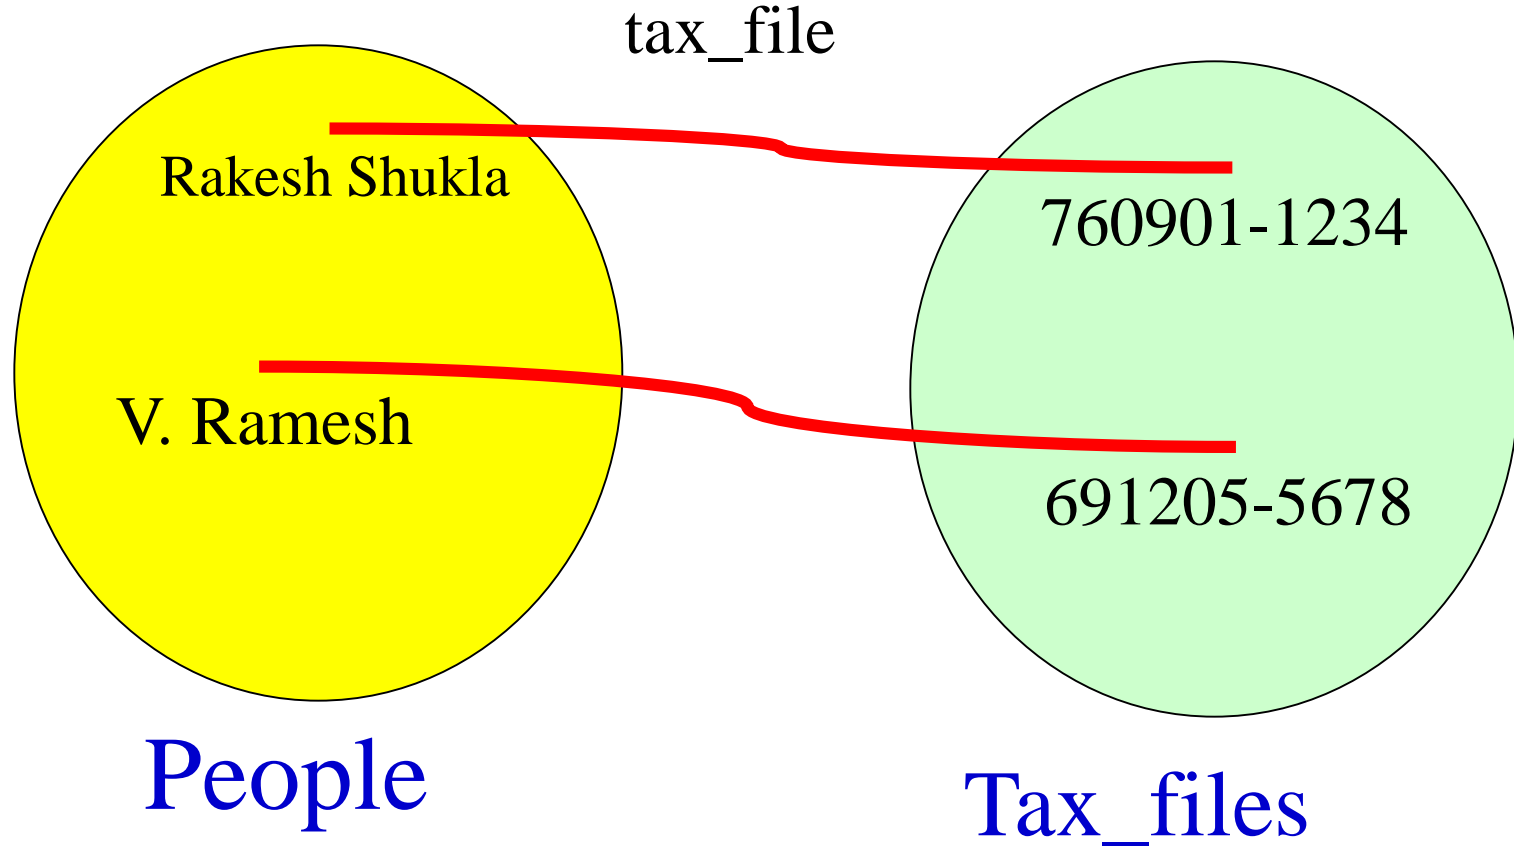 tax_file
Rakesh Shukla
760901-1234
V. Ramesh
691205-5678
People
Tax_files